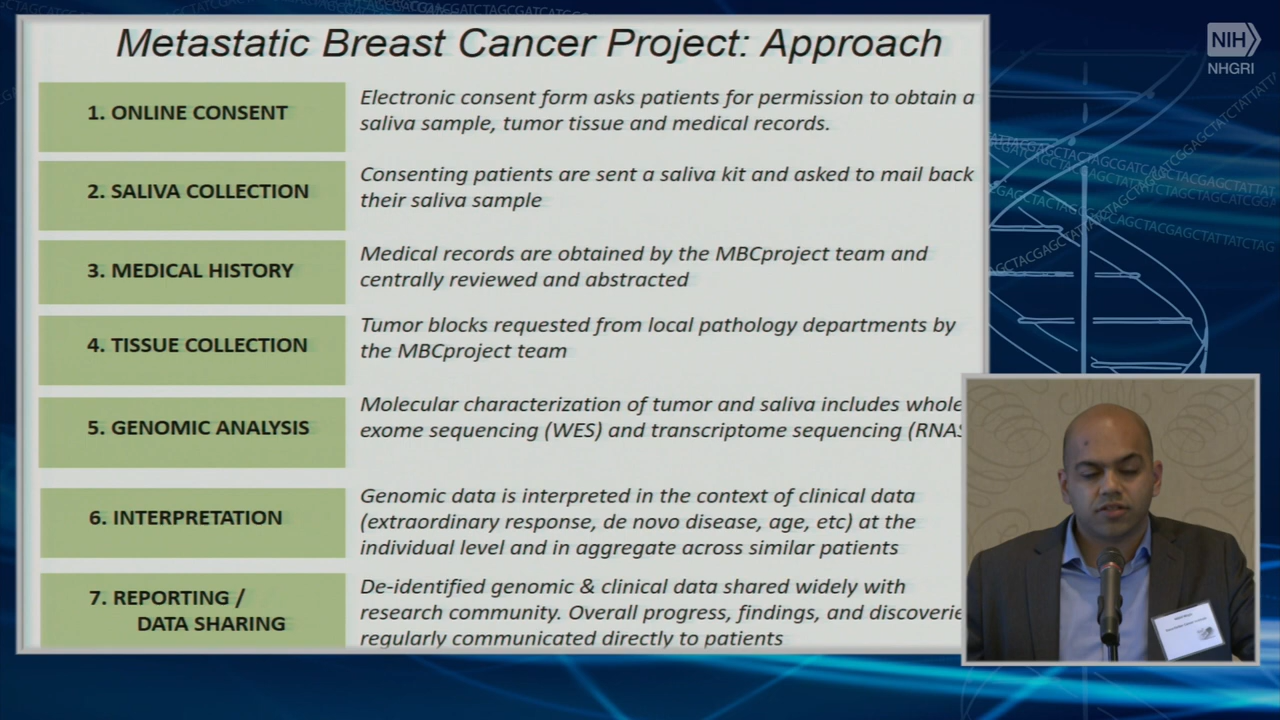 Metastatic Breast Cancer Project: Approach
1. ONLINE CONSENT
Electronic consent form asks patients for permission to obtain a
saliva sample, tumor tissue and medical records.
2. SALIVA COLLECTION
Consenting patients are sent a saliva kit and asked to mail back
their saliva sample
3. MEDICAL HISTORY
Medical records are obtained by the MBCproject team and
centrally reviewed and abstracted
4. TISSUE COLLECTION
Tumor blocks requested from local pathology departments by
the MBCproject team
5. GENOMIC ANALYSIS
Molecular characterization of tumor and saliva includes whole
exome sequencing (WES) and transcriptome sequencing (RNAS
6. INTERPRETATION
Genomic data is interpreted in the context of clinical data
(extraordinary response, de novo disease, age, etc) at the
individual level and in aggregate across similar patients
7. REPORTING /
DATA SHARING
De-identified genomic & clinical data shared widely with
research community. Overall progress, findings, and discoverie
regularly communicated directly to patients
NIH
NHGRI